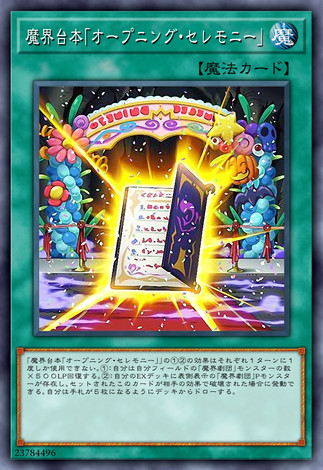 魔界台本「オープニング・セレモニー」
魔
【魔法カード】
「魔界台本「オープニング・セレモニー」」の①②の効果はそれぞれ１ターンに１
度しか使用できない。①：自分は自分フィールドの「魔界劇団」モンスターの数
×５００LP回復する。②：自分のEXデッキに表側表示の「魔界劇団」Pモンス
ターが存在し、セットされたこのカードが相手の効果で破壊された場合に発動で
きる。自分は手札が５枚になるようにデッキからドローする。
23784496